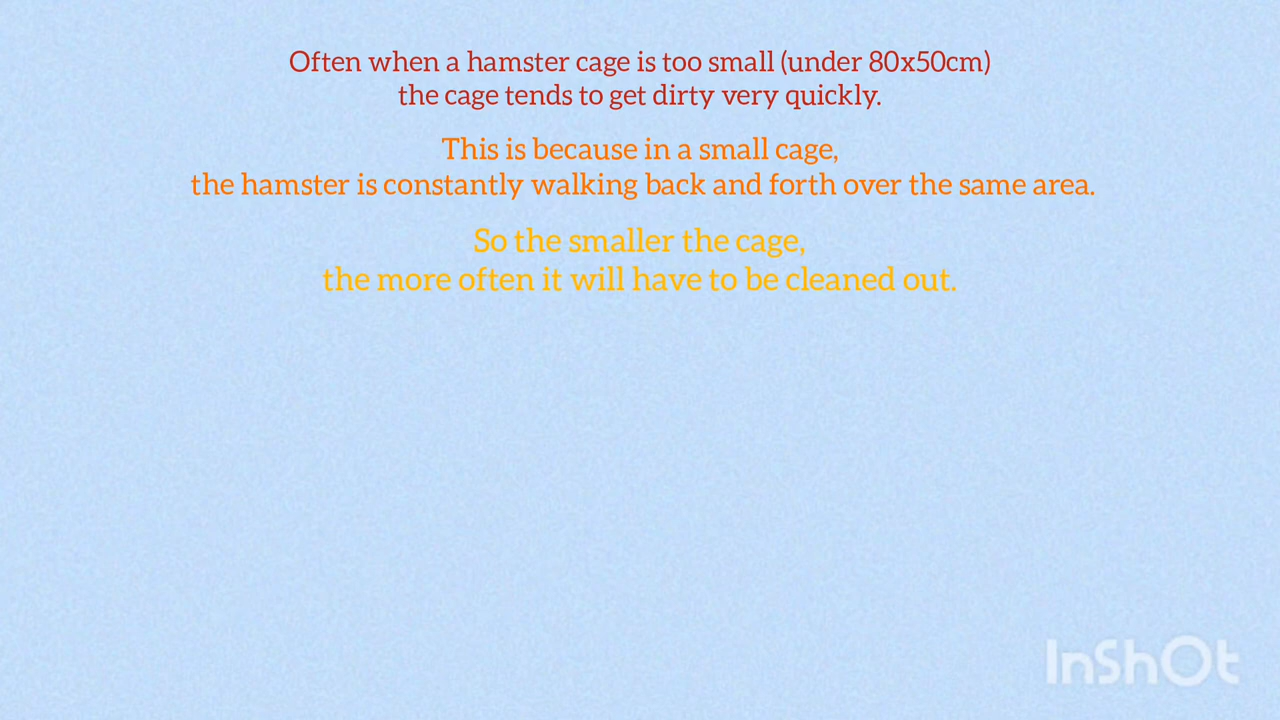 Often when a hamster cage is too small (under 80x50cm)
the cage tends to get dirty very quickly.
This is because in a small cage,
the hamster is constantly walking back and forth over the same area.
So the smaller the cage,
the more often it will have to be cleaned out.
InShOt